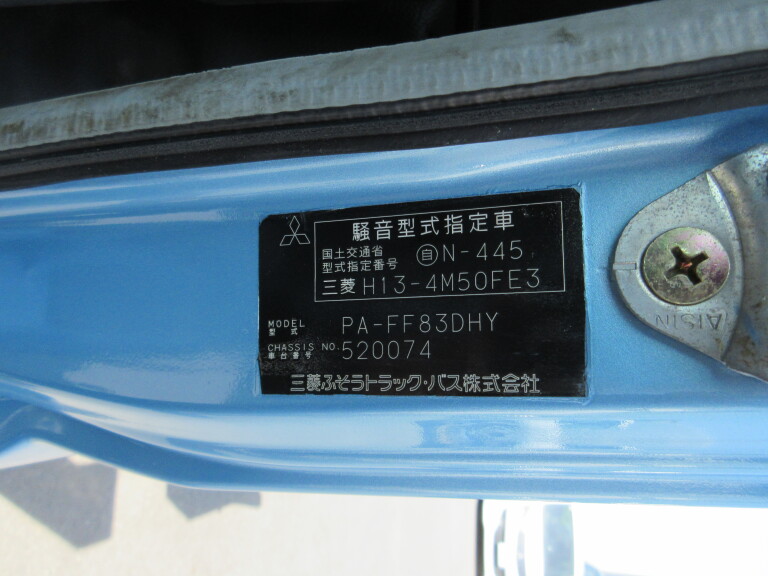 騒音型式指定車
国土交通省
型式指定番号 自N-445
三菱 H13-4M50FE3
MODEL
型式 PA-FF83DHY
CHASSIS NO.
車台番号 520074
三菱ふそうトラック・バス株式会社
AISIN